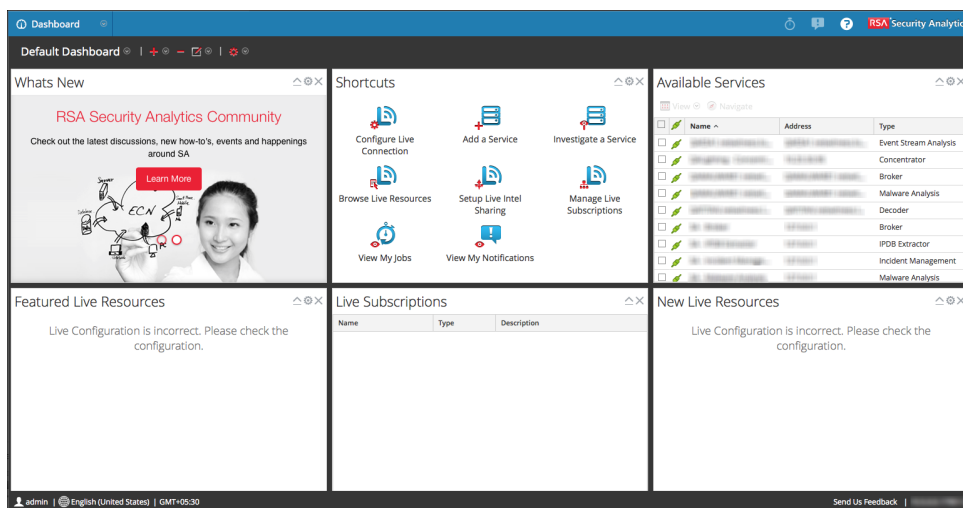 Dashboard
RSA Security Analytic
Default Dashboard
Whats New
RSA Security Analytics Community
Check out the latest discussions, new how-to's, events and happenings
around SA
Learn More
Server
ECN
Shortcuts
Configure Live
Connection
Add a Service
Investigate a Service
Browse Live Resources
Setup Live Intel
Sharing
Manage Live
Subscriptions
View My Jobs
View My Notifications
Available Services
View
Navigate
Name
Address
Type
Event Stream Analysis
Concentrator
Broker
Malware Analysis
Decoder
Broker
IPDB Extractor
Incident Management
Malware Analysis
Featured Live Resources
Live Configuration is incorrect. Please check the
configuration.
Live Subscriptions
Name
Type
Description
New Live Resources
Live Configuration is incorrect. Please check the
configuration.
admin | English (United States) | GMT+05:30
Send Us Feedback |